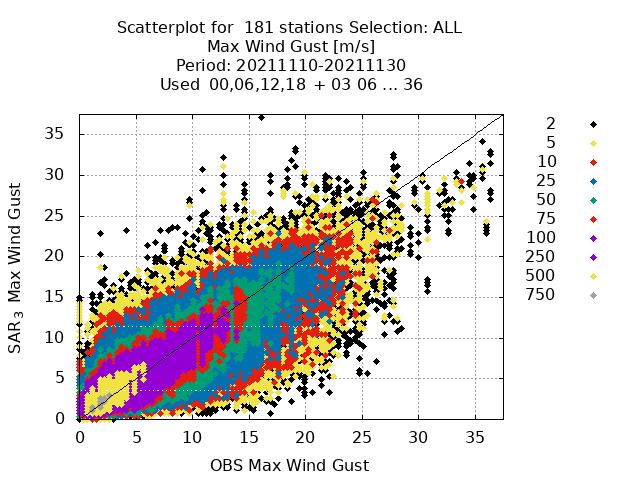 Scatterplot for 181 stations Selection: ALL
Max Wind Gust [m/s]
Period: 20211110-20211130
Used 00,06,12,18 + 03 06 ... 36
SAR3 Max Wind Gust
35
30
25
20
15
10
5
0
0 5 10 15 20 25 30 35
OBS Max Wind Gust
2
5
10
25
50
75
100
250
500
750